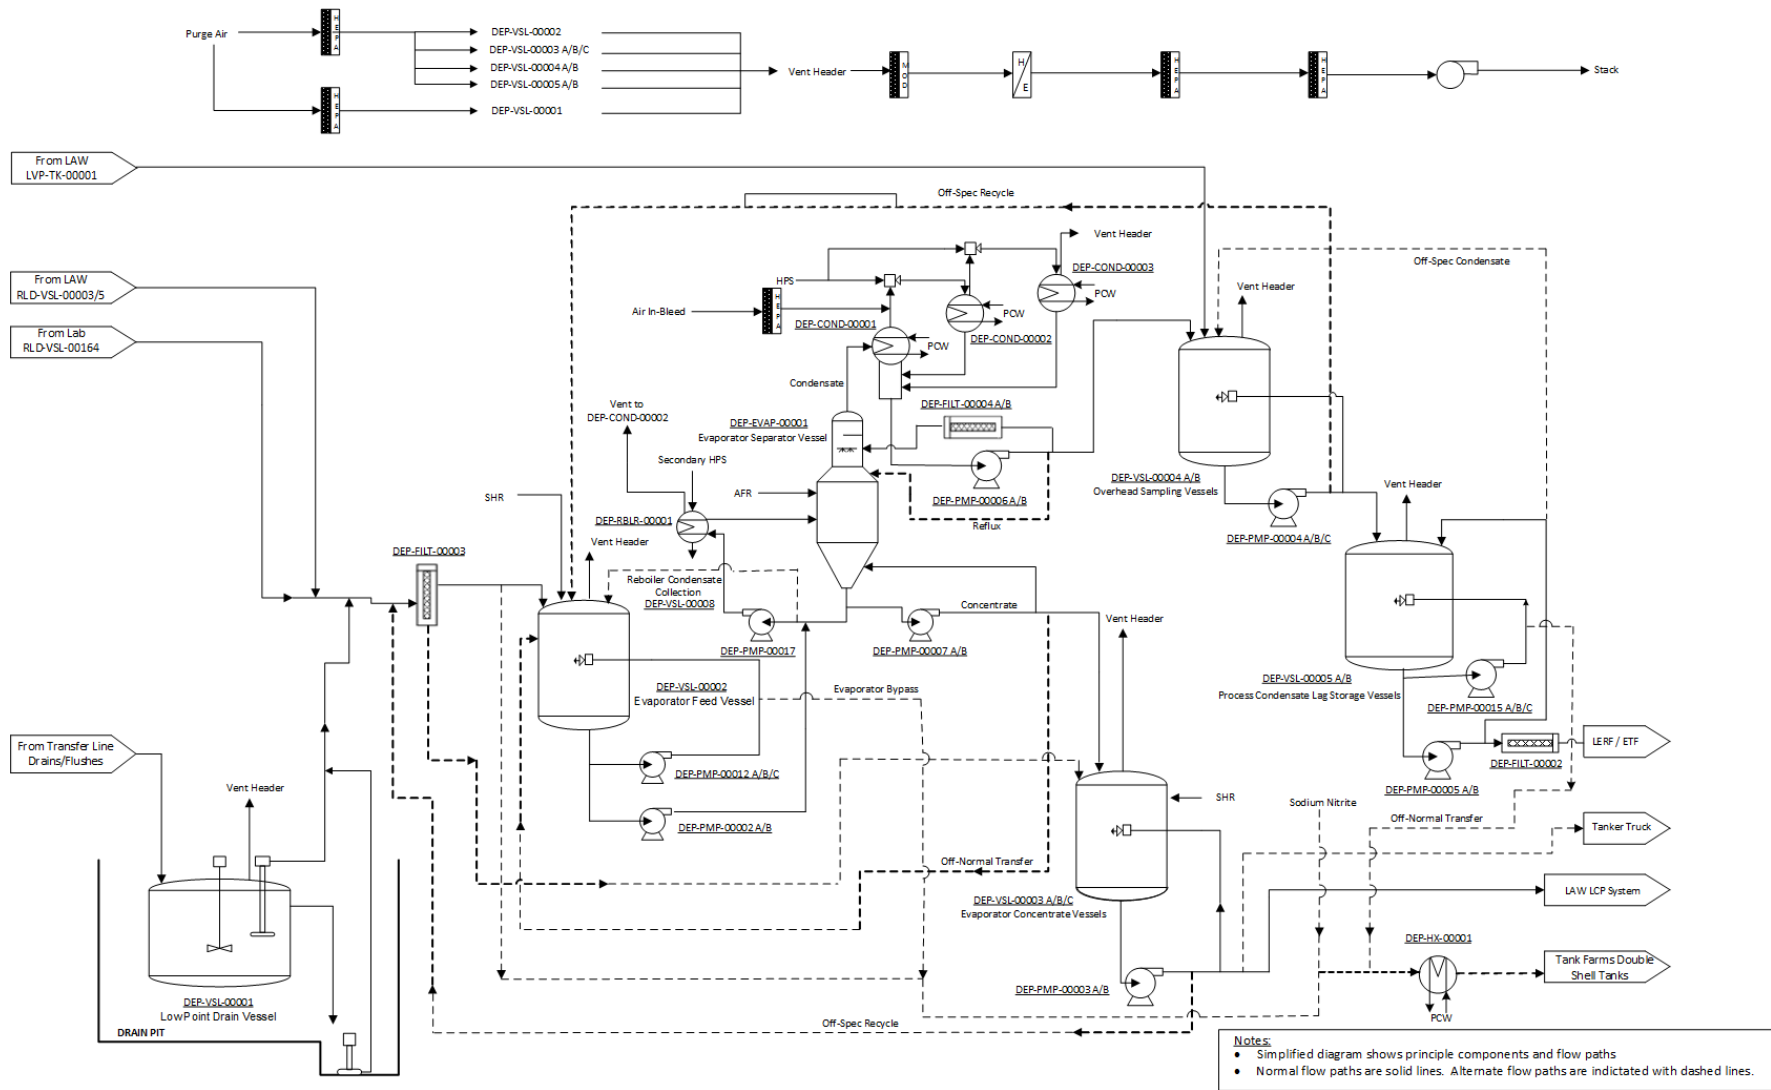 Purge Air
HEPA
DEP-VSL-00002
DEP-VSL-00003 A/B/C
DEP-VSL-00004 A/B
DEP-VSL-00005 A/B
HEPA
DEP-VSL-00001
Vent Header
MOD
H/E
HEPA
HEPA
Stack
From LAW
LVP-TK-00001
Off-Spec Recycle
Vent Header
HPS
DEP-COND-00003
PCW
Off-Spec Condensate
Vent Header
From LAW
RLD-VSL-00003/5
Air In-Bleed
HEPA
DEP-COND-00001
PCW
DEP-COND-00002
PCW
From Lab
RLD-VSL-00164
Condensate
Vent to
DEP-COND-00002
DEP-FILT-00004 A/B
DEP-EVAP-00001
Evaporator Separator Vessel
Secondary HPS
DEP-VSL-00004 A/B
Overhead Sampling Vessels
SHR
AFR
DEP-PMP-00006 A/B
Reflux
DEP-RBLR-00001
Vent Header
Vent Header
DEP-PMP-00004 A/B/C
DEP-FILT-00003
Reboiler Condensate
Collection
DEP-VSL-00008
Concentrate
Vent Header
DEP-PMP-00017
DEP-PMP-00007 A/B
DEP-VSL-00002
Evaporator Feed Vessel
Evaporator Bypass
DEP-VSL-00005 A/B
Process Condensate Lag Storage Vessels
DEP-PMP-00015 A/B/C
From Transfer Line
Drains/Flushes
LERF / ETF
DEP-FILT-00002
DEP-PMP-00012 A/B/C
DEP-PMP-00005 A/B
Vent Header
SHR
Sodium Nitrite
Off-Normal Transfer
DEP-PMP-00002 A/B
Tanker Truck
Off-Normal Transfer
LAW LCP System
DEP-VSL-00003 A/B/C
Evaporator Concentrate Vessels
DEP-HX-00001
Tank Farms Double
Shell Tanks
DEP-PMP-00003 A/B
PCW
DEP-VSL-00001
Low Point Drain Vessel
DRAIN PIT
Off-Spec Recycle
Notes:
• Simplified diagram shows principle components and flow paths
• Normal flow paths are solid lines. Alternate flow paths are indictated with dashed lines.